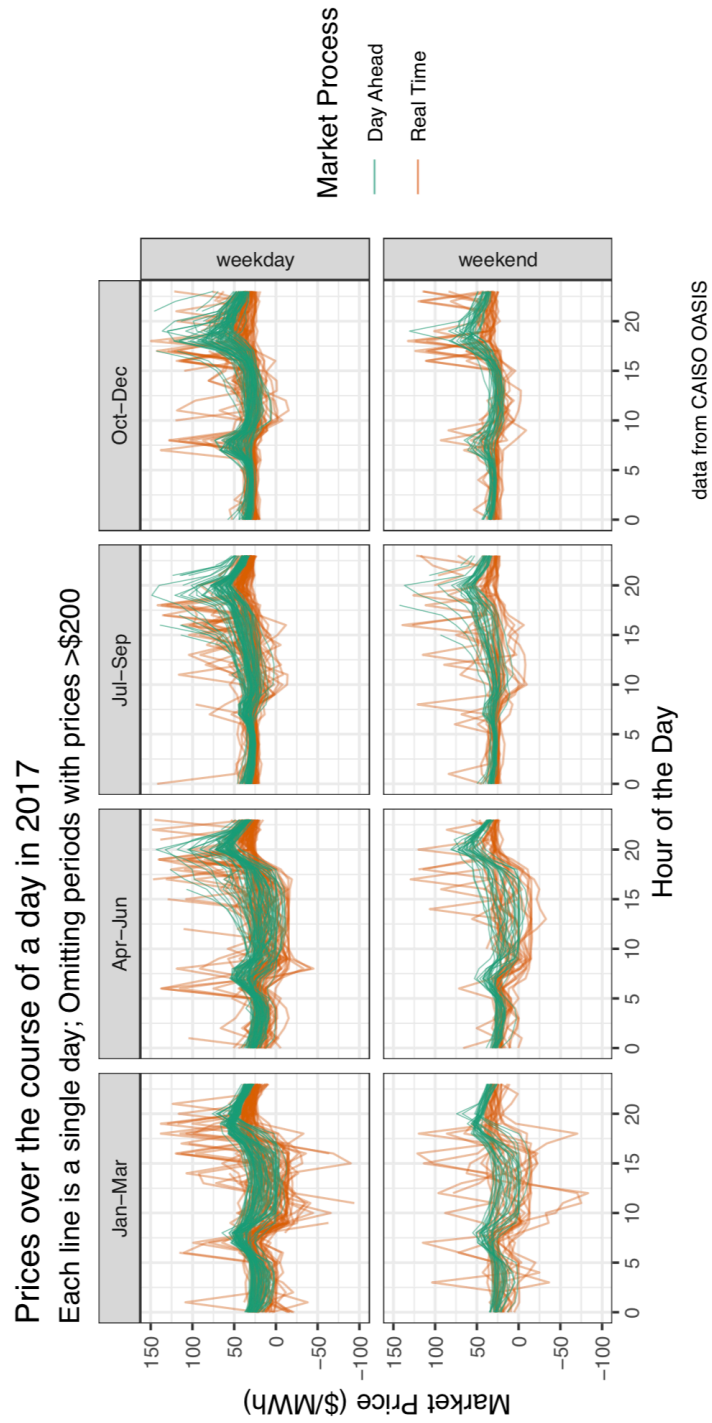 Prices over the course of a day in 2017
Each line is a single day; Omitting periods with prices >$200
Jan−Mar
Apr−Jun
Jul−Sep
Oct−Dec
weekday
weekend
150
100
50
0
−50
−100
150
100
50
0
−50
−100
Market Price ($/MWh)
0 5 10 15 20
0 5 10 15 20
0 5 10 15 20
0 5 10 15 20
Hour of the Day
Market Process
Day Ahead
Real Time
data from CAISO OASIS